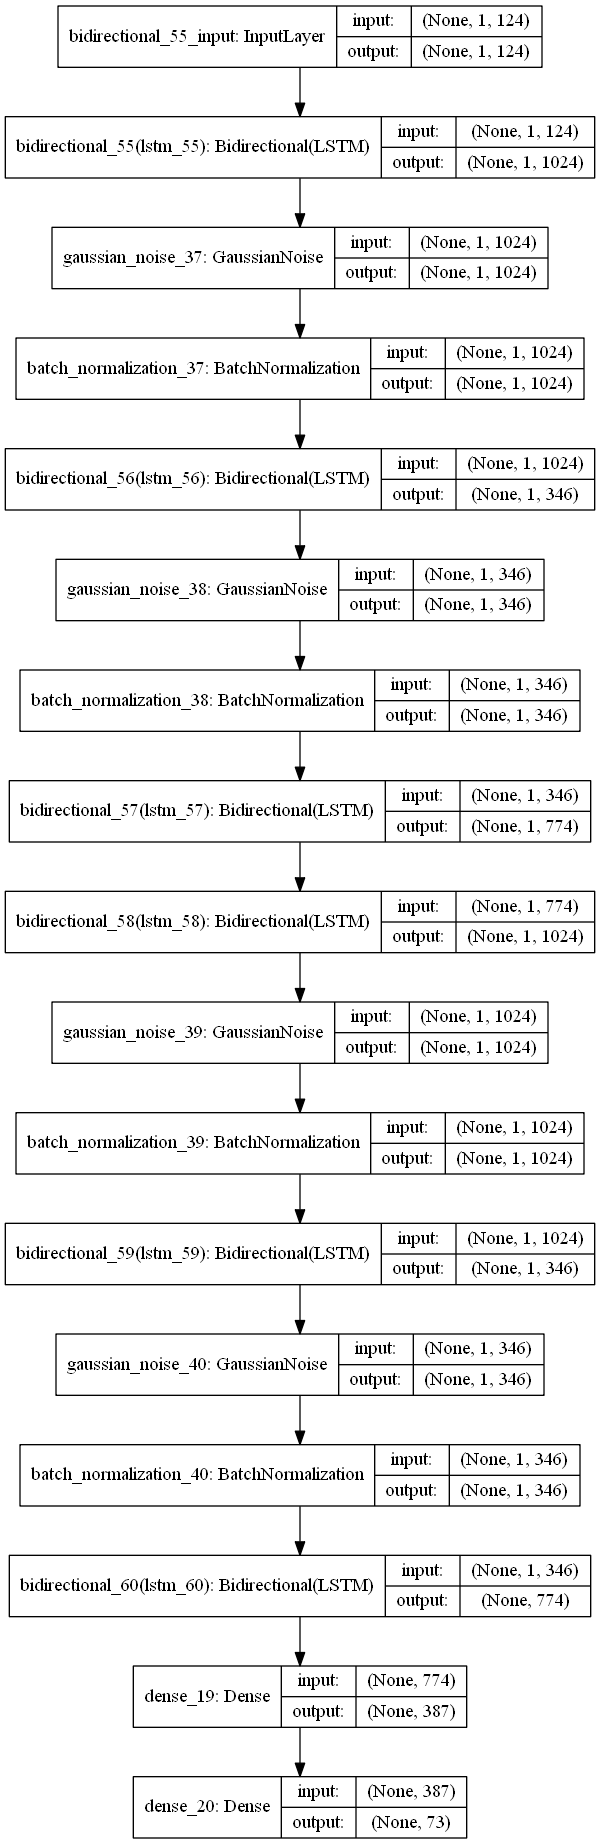 bidirectional_55_input: InputLayer input: (None, 1, 124)
output: (None, 1, 124)
bidirectional_55(lstm_55): Bidirectional(LSTM) input: (None, 1, 124)
output: (None, 1, 1024)
gaussian_noise_37: GaussianNoise input: (None, 1, 1024)
output: (None, 1, 1024)
batch_normalization_37: BatchNormalization input: (None, 1, 1024)
output: (None, 1, 1024)
bidirectional_56(lstm_56): Bidirectional(LSTM) input: (None, 1, 1024)
output: (None, 1, 346)
gaussian_noise_38: GaussianNoise input: (None, 1, 346)
output: (None, 1, 346)
batch_normalization_38: BatchNormalization input: (None, 1, 346)
output: (None, 1, 346)
bidirectional_57(lstm_57): Bidirectional(LSTM) input: (None, 1, 346)
output: (None, 1, 774)
bidirectional_58(lstm_58): Bidirectional(LSTM) input: (None, 1, 774)
output: (None, 1, 1024)
gaussian_noise_39: GaussianNoise input: (None, 1, 1024)
output: (None, 1, 1024)
batch_normalization_39: BatchNormalization input: (None, 1, 1024)
output: (None, 1, 1024)
bidirectional_59(lstm_59): Bidirectional(LSTM) input: (None, 1, 1024)
output: (None, 1, 346)
gaussian_noise_40: GaussianNoise input: (None, 1, 346)
output: (None, 1, 346)
batch_normalization_40: BatchNormalization input: (None, 1, 346)
output: (None, 1, 346)
bidirectional_60(lstm_60): Bidirectional(LSTM) input: (None, 1, 346)
output: (None, 774)
dense_19: Dense input: (None, 774)
output: (None, 387)
dense_20: Dense input: (None, 387)
output: (None, 73)